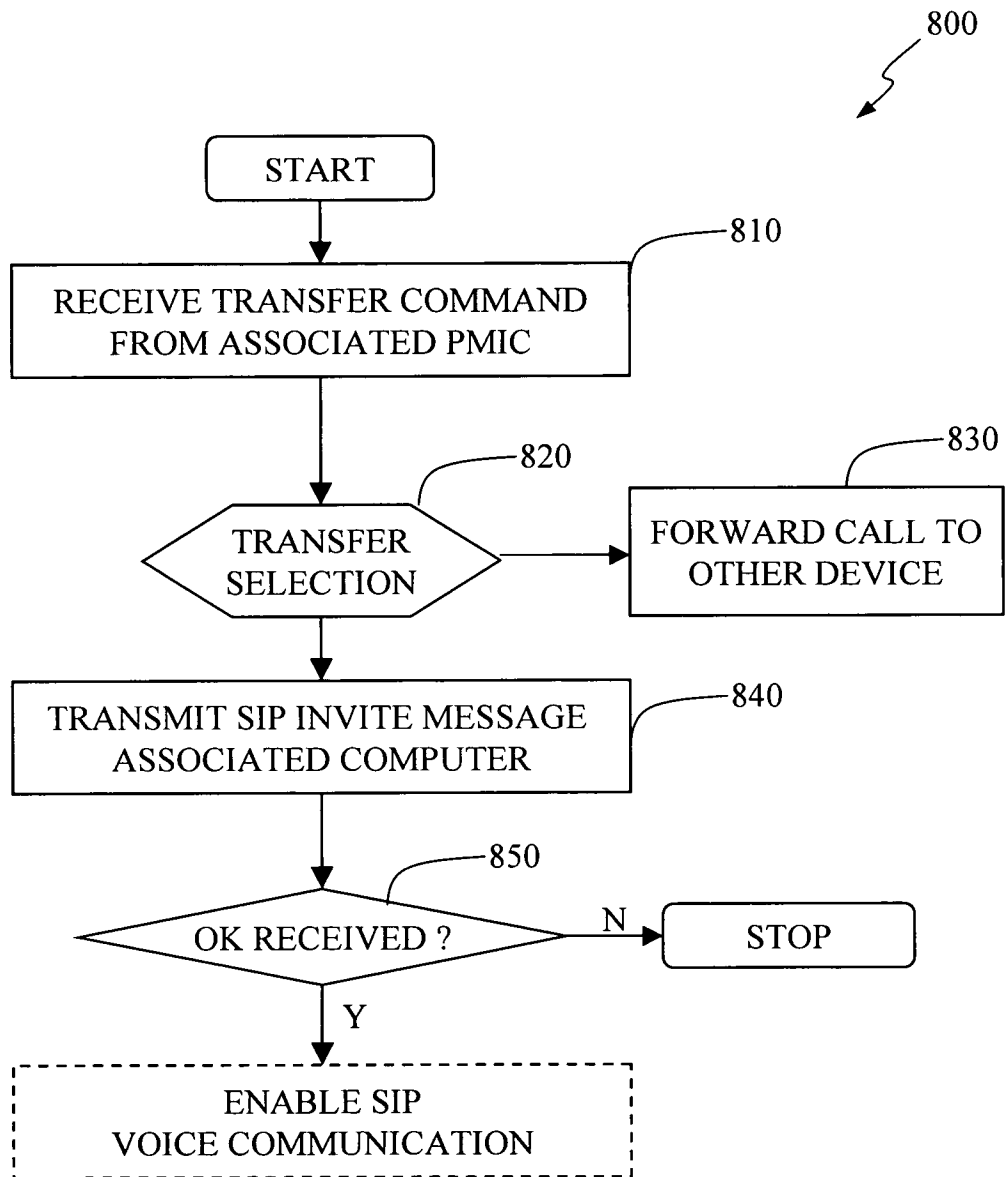 800
START
810
RECEIVE TRANSFER COMMAND
FROM ASSOCIATED PMIC
820
TRANSFER
SELECTION
830
FORWARD CALL TO
OTHER DEVICE
840
TRANSMIT SIP INVITE MESSAGE
ASSOCIATED COMPUTER
850
OK RECEIVED ?
N
STOP
Y
ENABLE SIP
VOICE COMMUNICATION